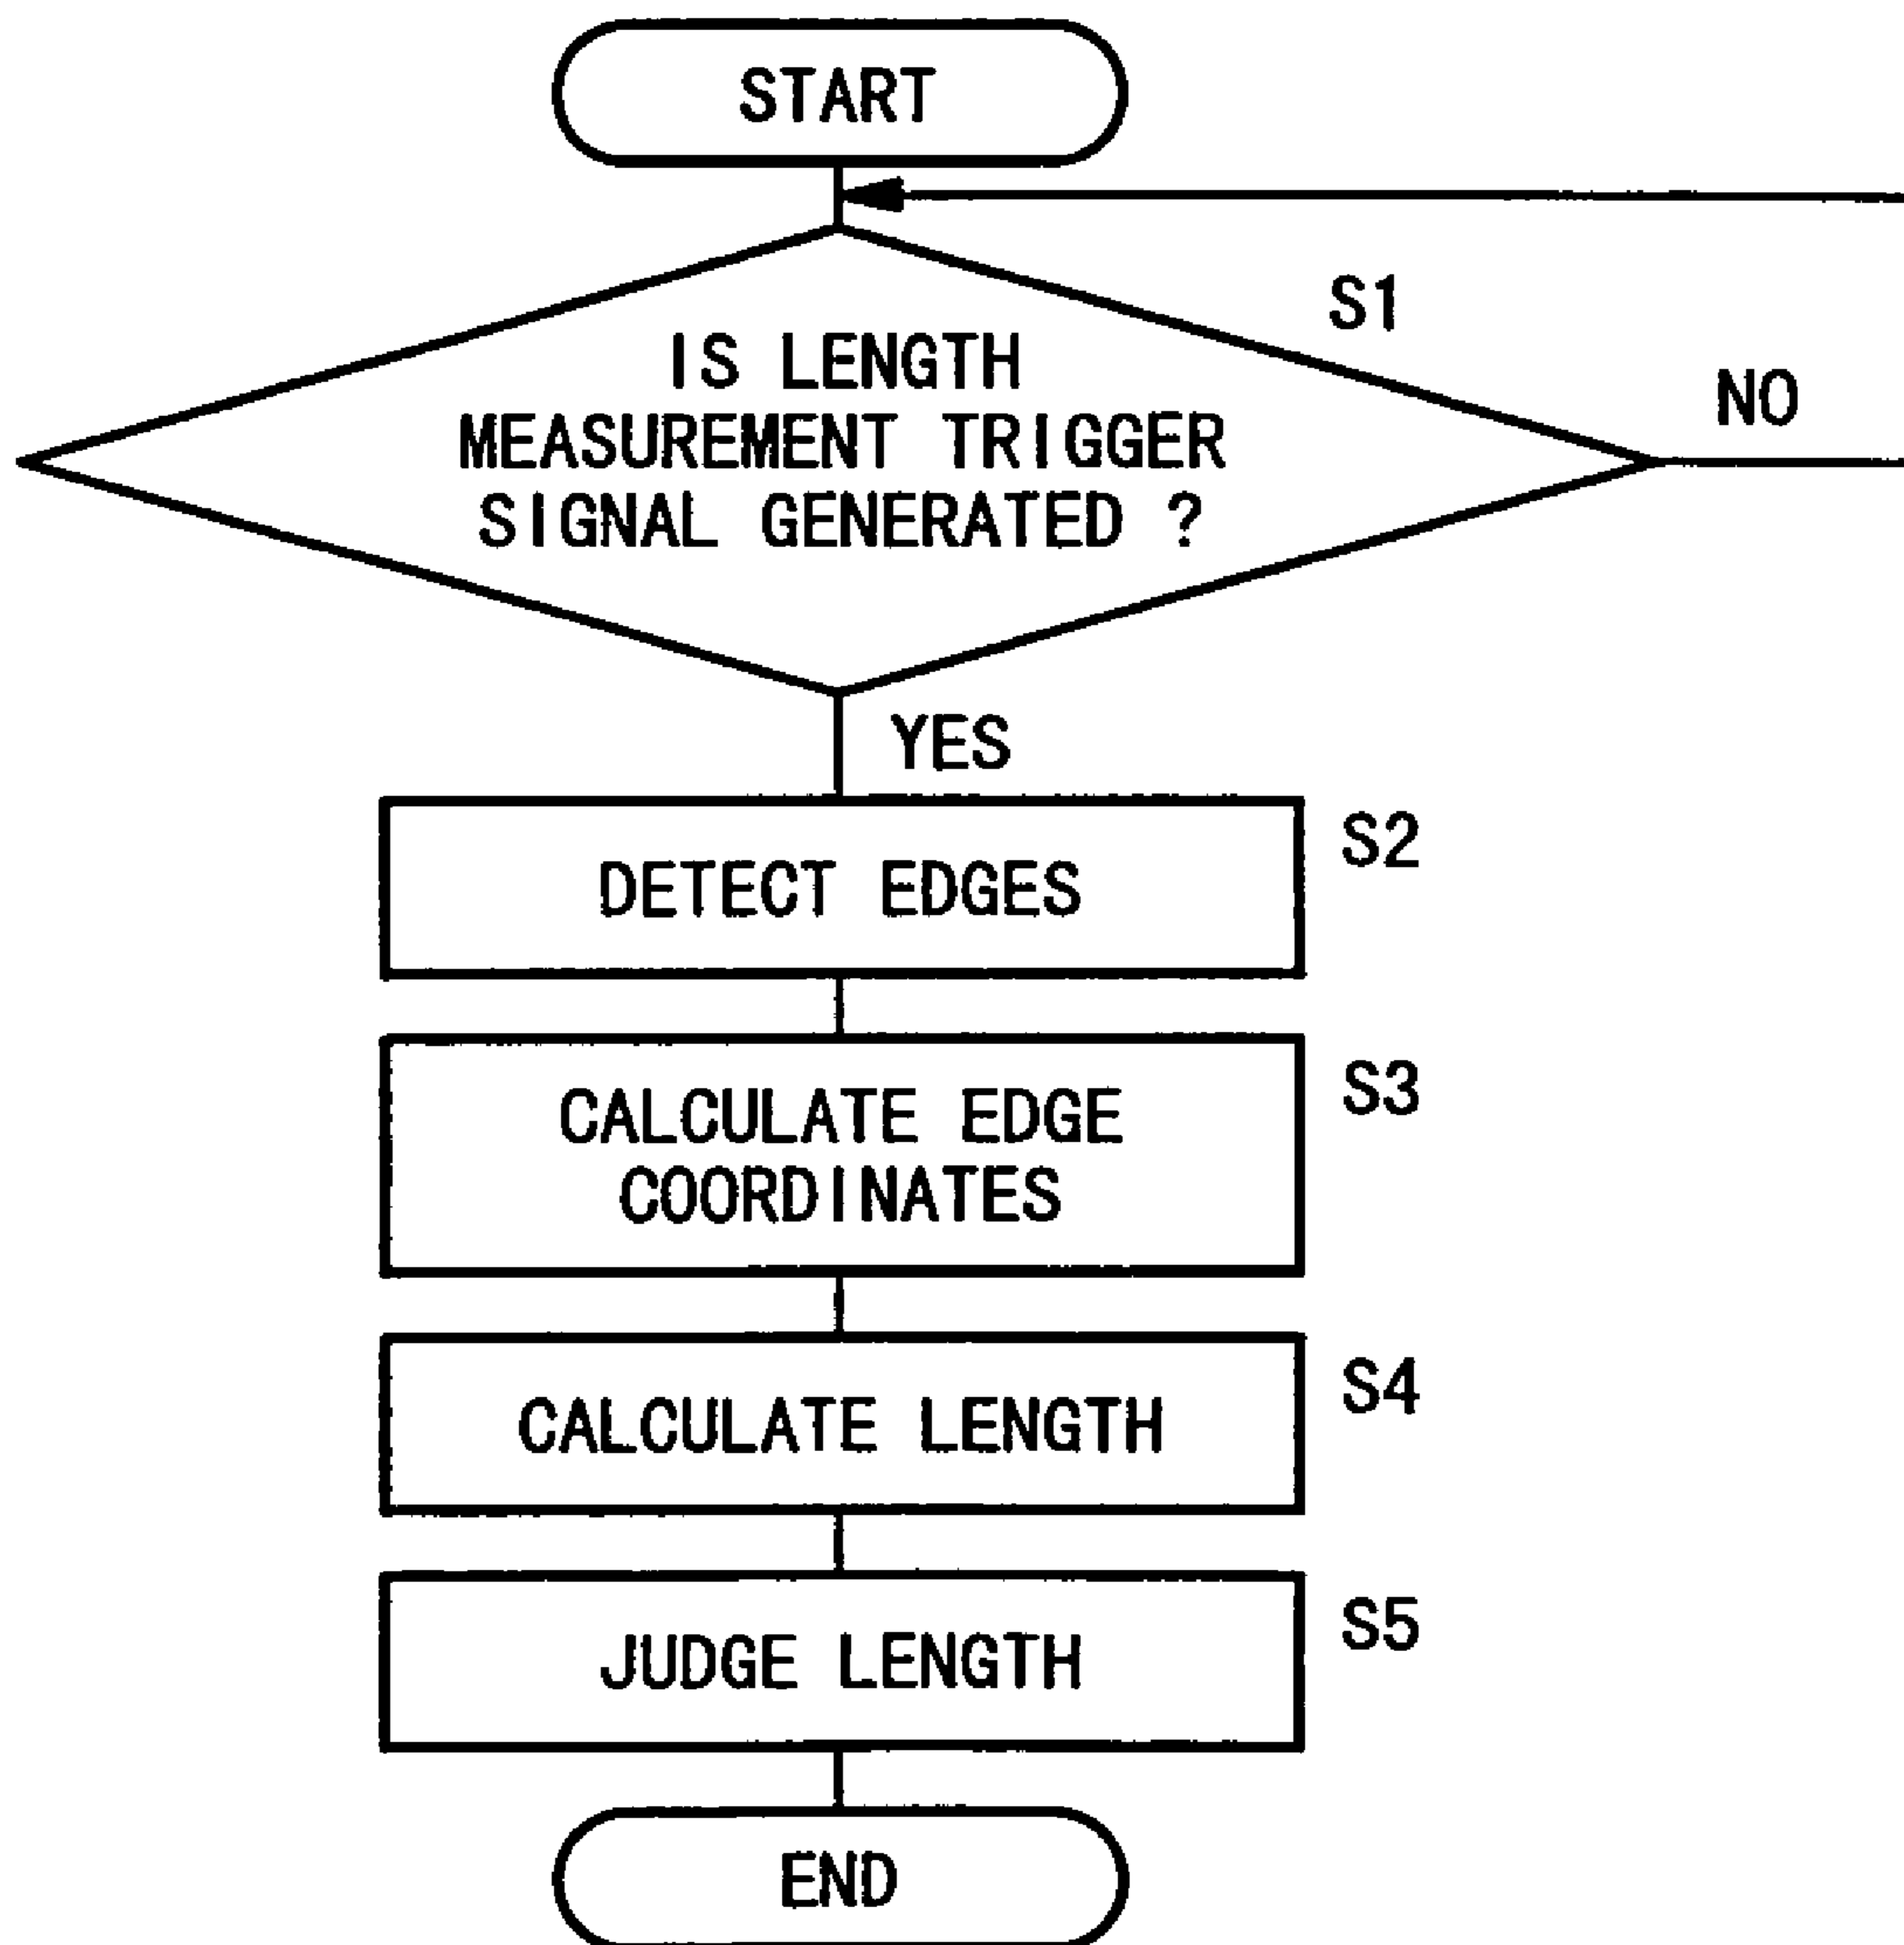 START
S1
IS LENGTH
MEASUREMENT TRIGGER
SIGNAL GENERATED ?
NO
YES
S2
DETECT EDGES
S3
CALCULATE EDGE
COORDINATES
S4
CALCULATE LENGTH
S5
JUDGE LENGTH
END